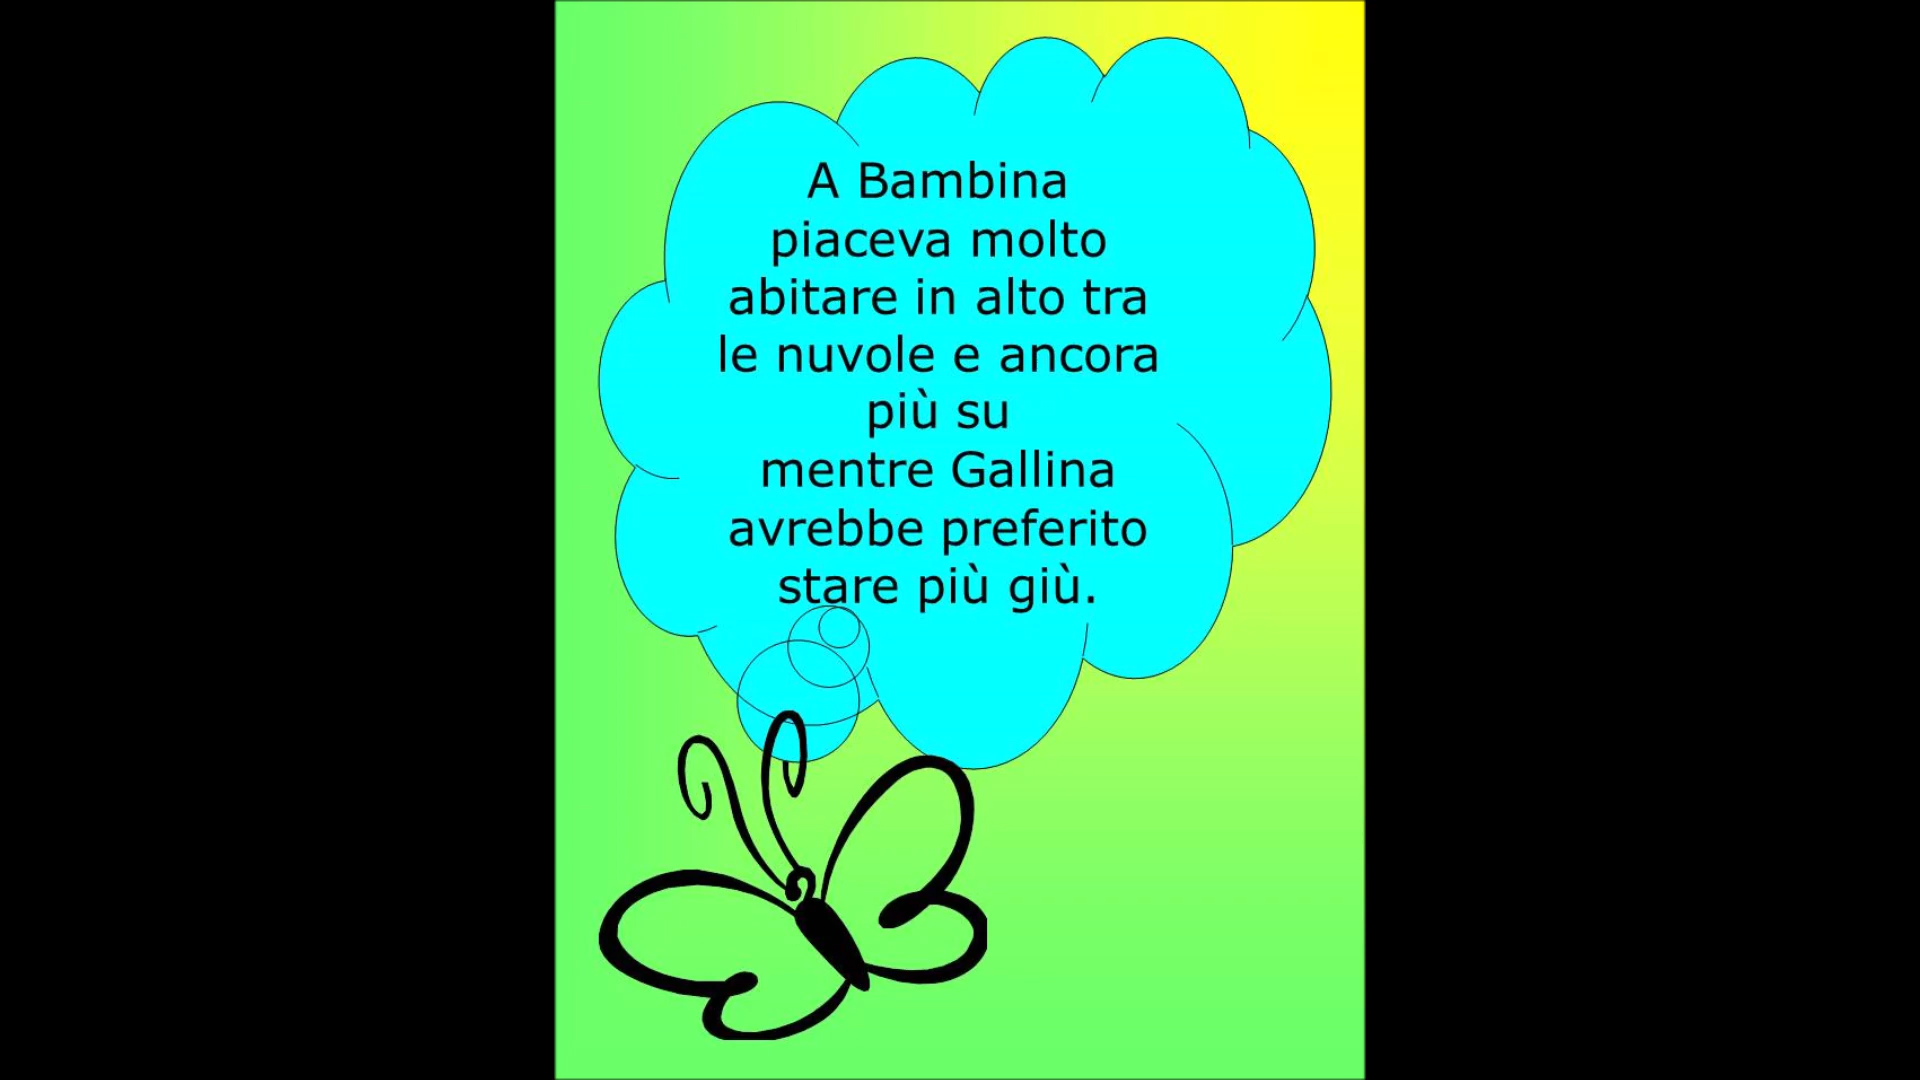 A Bambina
piaceva molto
abitare in alto tra
le nuvole e ancora
più su
mentre Gallina
avrebbe preferito
stare più giù.